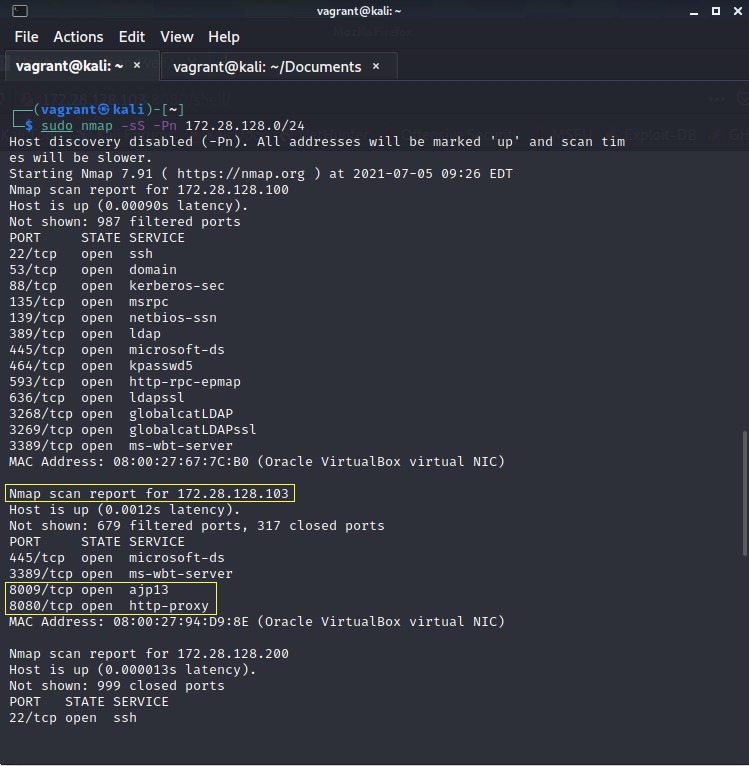 vagrant@kali: ~
File Actions Edit View Help
vagrant@kali: ~ × vagrant@kali: ~/Documents ×
┌──(vagrant㉿kali)-[~]
└─$ sudo nmap -sS -Pn 172.28.128.0/24
Host discovery disabled (-Pn). All addresses will be marked 'up' and scan tim
es will be slower.
Starting Nmap 7.91 ( https://nmap.org ) at 2021-07-05 09:26 EDT
Nmap scan report for 172.28.128.100
Host is up (0.00090s latency).
Not shown: 987 filtered ports
PORT STATE SERVICE
22/tcp open ssh
53/tcp open domain
88/tcp open kerberos-sec
135/tcp open msrpc
139/tcp open netbios-ssn
389/tcp open ldap
445/tcp open microsoft-ds
464/tcp open kpasswd5
593/tcp open http-rpc-epmap
636/tcp open ldapssl
3268/tcp open globalcatLDAP
3269/tcp open globalcatLDAPssl
3389/tcp open ms-wbt-server
MAC Address: 08:00:27:67:7C:B0 (Oracle VirtualBox virtual NIC)
Nmap scan report for 172.28.128.103
Host is up (0.0012s latency).
Not shown: 679 filtered ports, 317 closed ports
PORT STATE SERVICE
445/tcp open microsoft-ds
3389/tcp open ms-wbt-server
8009/tcp open ajp13
8080/tcp open http-proxy
MAC Address: 08:00:27:94:D9:8E (Oracle VirtualBox virtual NIC)
Nmap scan report for 172.28.128.200
Host is up (0.000013s latency).
Not shown: 999 closed ports
PORT STATE SERVICE
22/tcp open ssh